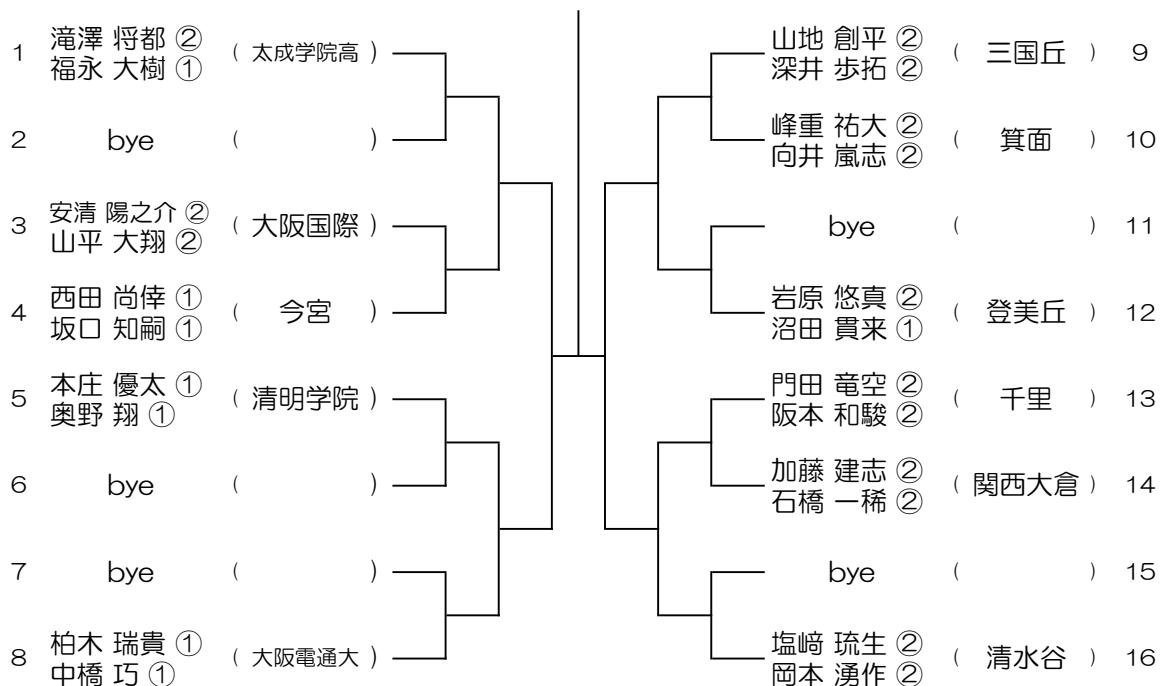 1 滝澤 将都 ② ( 太成学院高 )
福永 大樹 ①
2 bye ( )
3 安清 陽之介 ② ( 大阪国際 )
山平 大翔 ②
4 西田 尚倖 ① ( 今宮 )
坂口 知嗣 ①
5 本庄 優太 ① ( 清明学院 )
奥野 翔 ①
6 bye ( )
7 bye ( )
8 柏木 瑞貴 ① ( 大阪電通大 )
中橋 巧 ①
山地 創平 ② ( 三国丘 ) 9
深井 歩拓 ②
峰重 祐大 ② ( 箕面 ) 10
向井 嵐志 ②
bye ( ) 11
岩原 悠真 ② ( 登美丘 ) 12
沼田 貫来 ①
門田 竜空 ② ( 千里 ) 13
阪本 和駿 ②
加藤 建志 ② ( 関西大倉 ) 14
石橋 一稀 ②
bye ( ) 15
塩﨑 琉生 ② ( 清水谷 ) 16
岡本 湧作 ②